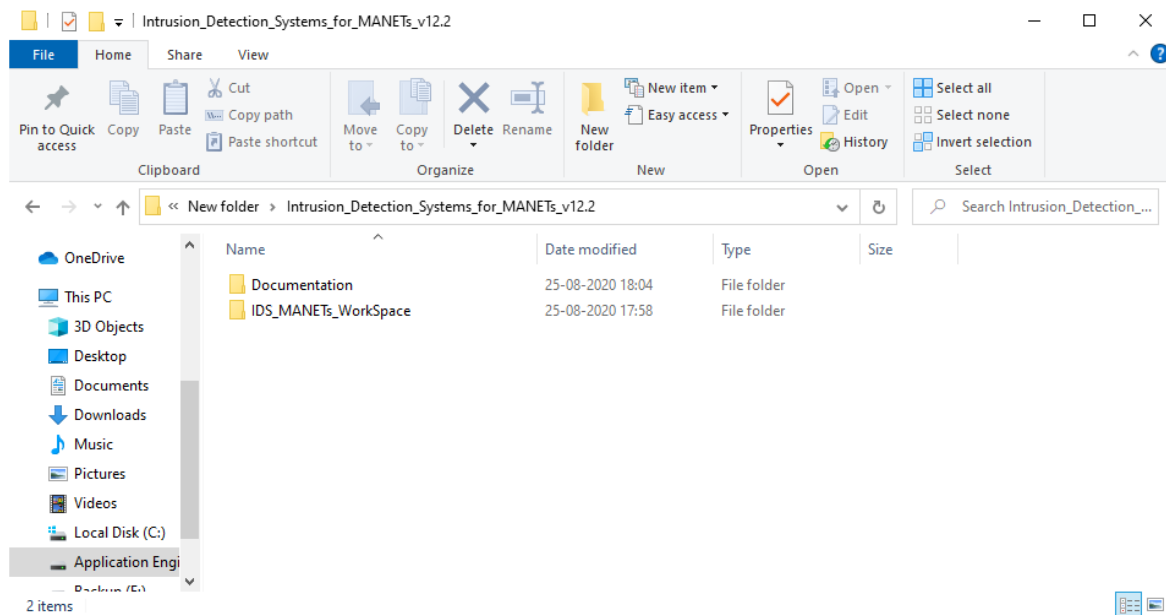 Intrusion_Detection_Systems_for_MANETs_v12.2
File Home Share View
Pin to Quick access
Copy
Paste
Cut
Copy path
Paste shortcut
Clipboard
Move to
Copy to
Delete
Rename
Organize
New folder
New item
Easy access
New
Properties
Open
Edit
History
Open
Select all
Select none
Invert selection
Select
« New folder › Intrusion_Detection_Systems_for_MANETs_v12.2
Search Intrusion_Detection_...
OneDrive
This PC
3D Objects
Desktop
Documents
Downloads
Music
Pictures
Videos
Local Disk (C:)
Application Engi
Name Date modified Type Size
Documentation 25-08-2020 18:04 File folder
IDS_MANETs_WorkSpace 25-08-2020 17:58 File folder
2 items